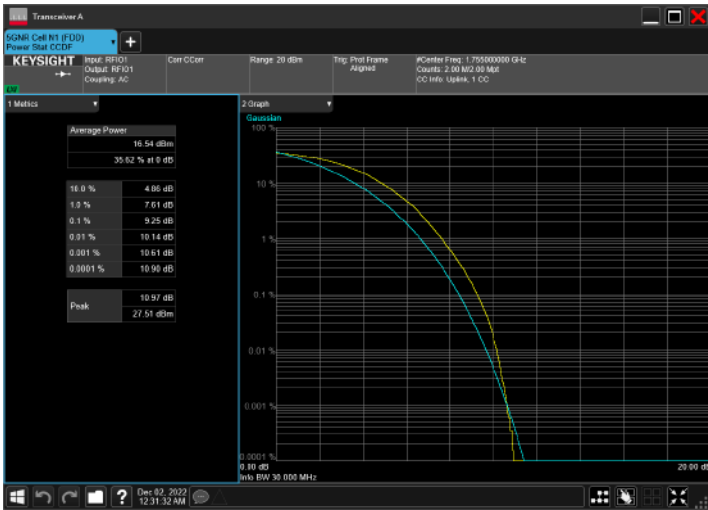 Transceiver A
5GNR Cell N1 (FDD)
Power Stat CCDF
KEYSIGHT
Input: RFIO1
Output: RFIO1
Coupling: AC
Corr CCorr
Range: 20 dBm
Trig: Prot Frame
Aligned
#Center Freq: 1.755000000 GHz
Counts: 2.00 M/2.00 Mpt
CC Info: Uplink, 1 CC
1 Metrics
Average Power
16.54 dBm
35.62 % at 0 dB
10.0 % 4.86 dB
1.0 % 7.61 dB
0.1 % 9.25 dB
0.01 % 10.14 dB
0.001 % 10.61 dB
0.0001 % 10.90 dB
Peak 10.97 dB
27.51 dBm
2 Graph
Gaussian
100 %
10 %
1 %
0.1 %
0.01 %
0.001 %
0.0001 %
0.00 dB
20.00 dB
Info BW 30.000 MHz
?
Dec 02, 2022
12:31:32 AM